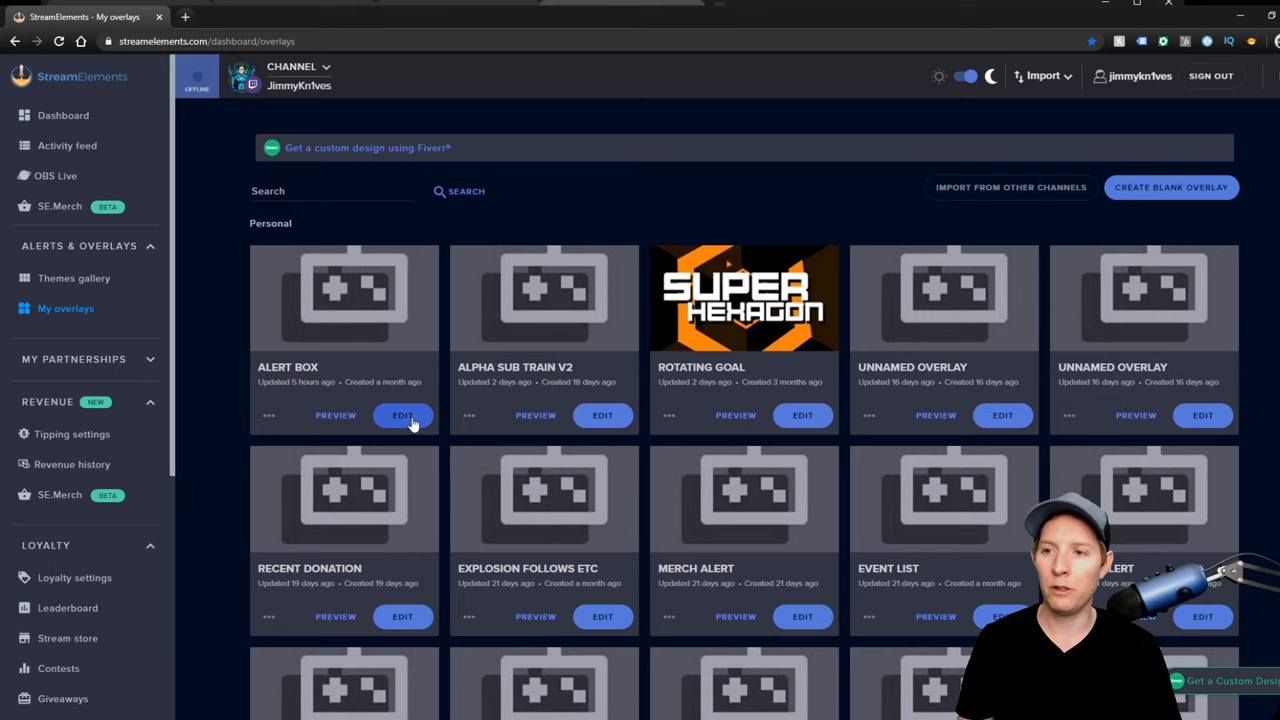 StreamElements - My overlays
streamelements.com/dashboard/overlays
IQ
StreamElements
OFFLINE
CHANNEL
JimmyKn1ves
Import
jimmykn1ves
SIGN OUT
Dashboard
Activity feed
OBS Live
SE.Merch BETA
ALERTS & OVERLAYS
Themes gallery
My overlays
MY PARTNERSHIPS
REVENUE NEW
Tipping settings
Revenue history
SE.Merch BETA
LOYALTY
Loyalty settings
Leaderboard
Stream store
Contests
Giveaways
Get a custom design using Fiverr®
Search
SEARCH
IMPORT FROM OTHER CHANNELS
CREATE BLANK OVERLAY
Personal
ALERT BOX
Updated 5 hours ago • Created a month ago
PREVIEW
EDIT
ALPHA SUB TRAIN V2
Updated 2 days ago • Created 18 days ago
PREVIEW
EDIT
SUPER
HEXAGON
ROTATING GOAL
Updated 2 days ago • Created 3 months ago
PREVIEW
EDIT
UNNAMED OVERLAY
Updated 16 days ago • Created 16 days ago
PREVIEW
EDIT
UNNAMED OVERLAY
Updated 16 days ago • Created 16 days ago
PREVIEW
EDIT
RECENT DONATION
Updated 19 days ago • Created 19 days ago
PREVIEW
EDIT
EXPLOSION FOLLOWS ETC
Updated 21 days ago • Created a month ago
PREVIEW
EDIT
MERCH ALERT
Updated 21 days ago • Created 21 days ago
PREVIEW
EDIT
EVENT LIST
Updated 21 days ago • Created a month ago
PREVIEW
Created 21 days ago
EDIT
Get a Custom Desi